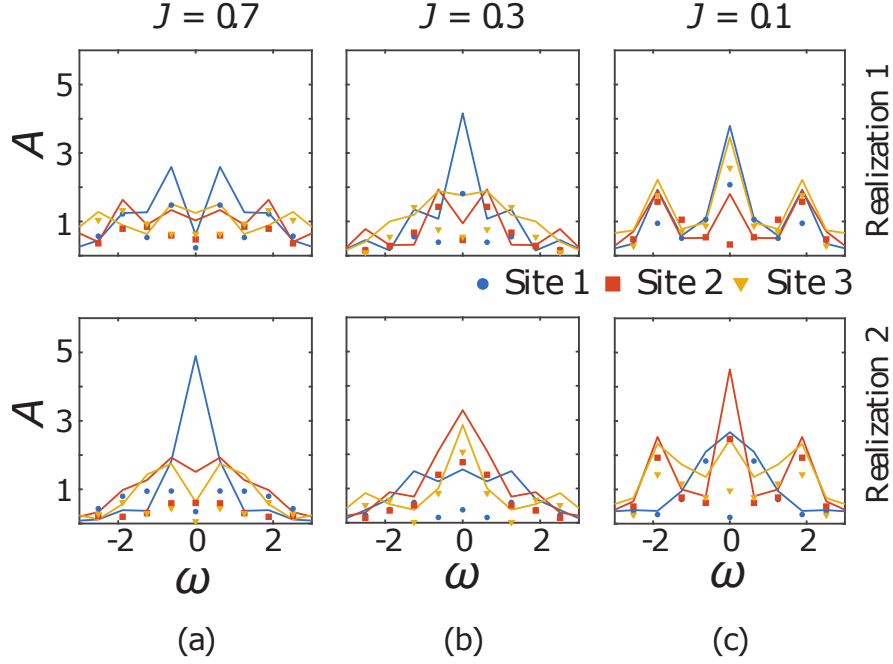 J = 0.7 J = 0.3 J = 0.1
5
3
1
A
Realization 1
Site 1 Site 2 Site 3
5
3
1
A
Realization 2
-2 0 2 -2 0 2 -2 0 2
ω ω ω
(a) (b) (c)